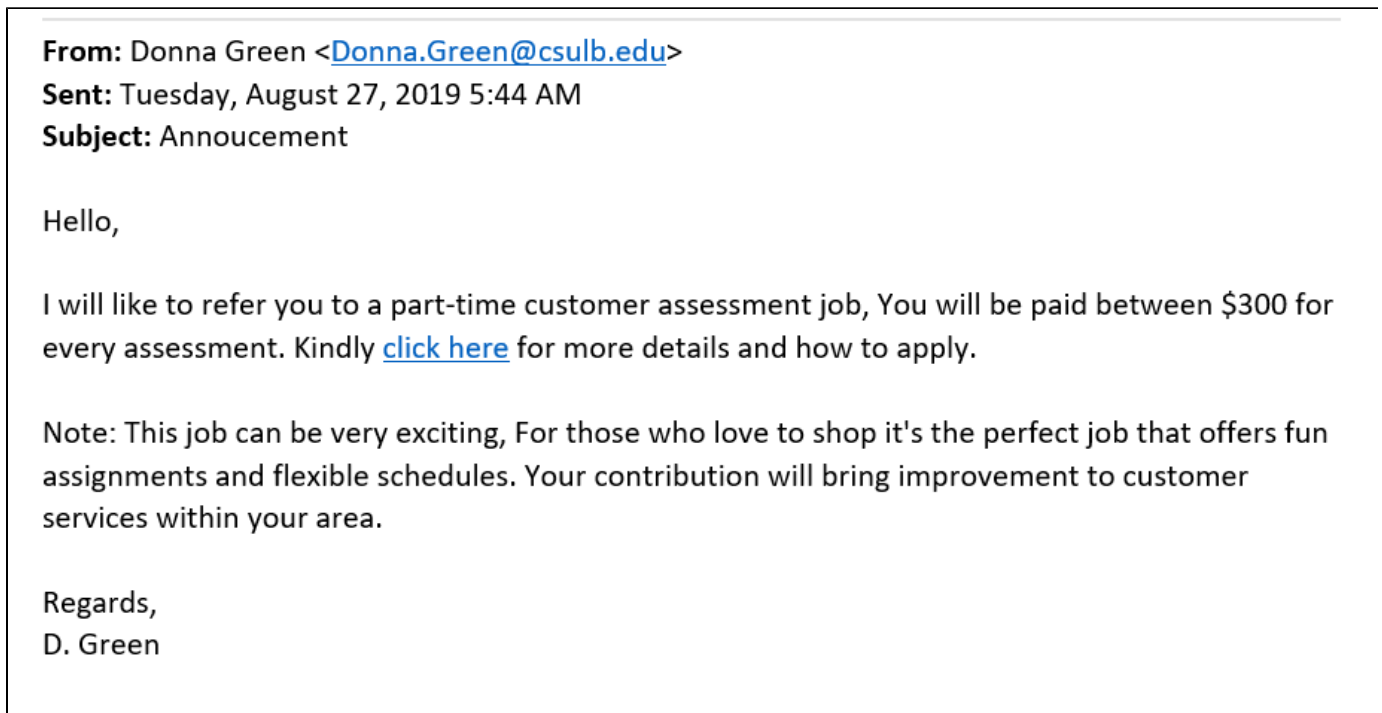 From: Donna Green <Donna.Green@csulb.edu>
Sent: Tuesday, August 27, 2019 5:44 AM
Subject: Annoucement
Hello,
I will like to refer you to a part-time customer assessment job, You will be paid between $300 for
every assessment. Kindly click here for more details and how to apply.
Note: This job can be very exciting, For those who love to shop it's the perfect job that offers fun
assignments and flexible schedules. Your contribution will bring improvement to customer
services within your area.
Regards,
D. Green